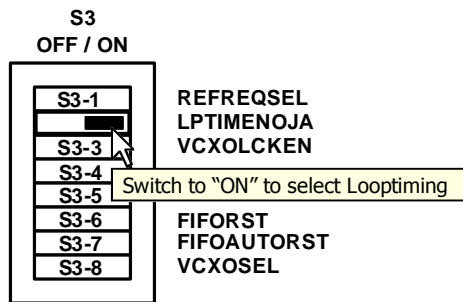 S3
OFF / ON
S3-1 REFREQSEL
LPTIMENOJA
S3-3 VCXOLCKEN
S3-4
Switch to “ON” to select Looptiming
S3-5
S3-6 FIFORST
S3-7 FIFOAUTORST
S3-8 VCXOSEL